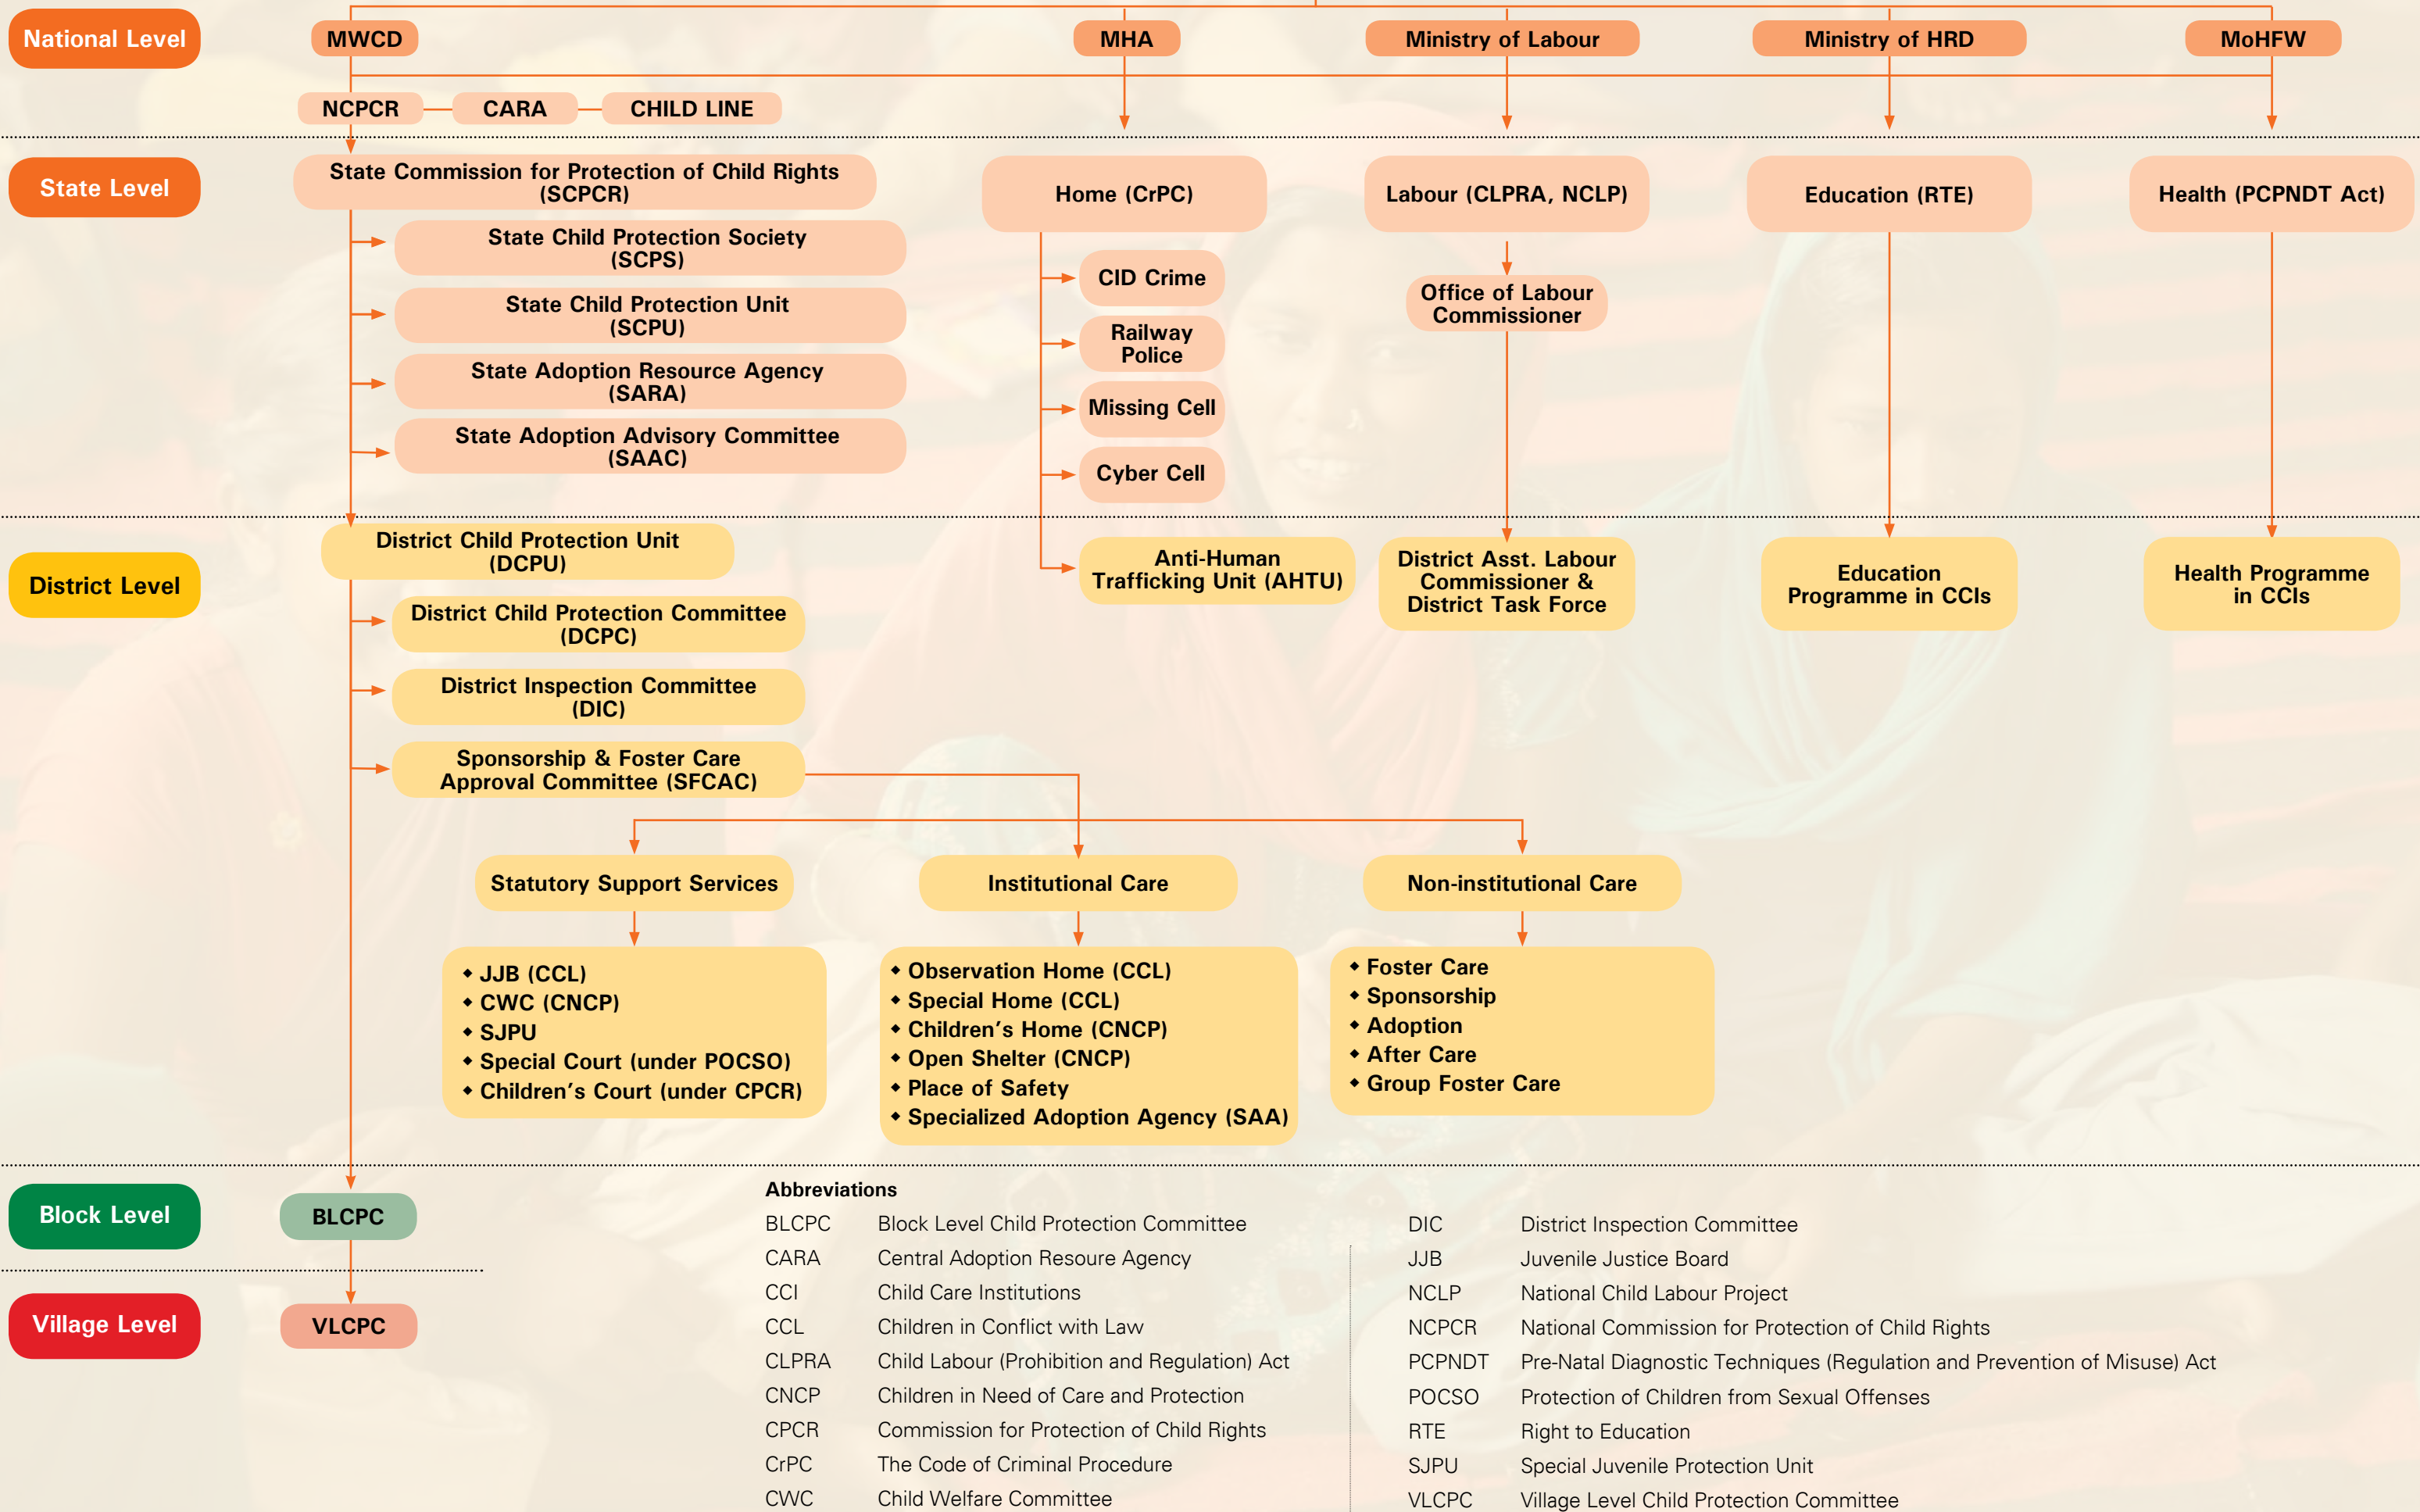 National Level
MWCD
MHA
Ministry of Labour
Ministry of HRD
MoHFW
NCPCR
CARA
CHILD LINE
State Level
State Commission for Protection of Child Rights
(SCPCR)
Home (CrPC)
Labour (CLPRA, NCLP)
Education (RTE)
Health (PCPNDT Act)
State Child Protection Society
(SCPS)
State Child Protection Unit
(SCPU)
State Adoption Resource Agency
(SARA)
State Adoption Advisory Committee
(SAAC)
CID Crime
Railway
Police
Missing Cell
Cyber Cell
Office of Labour
Commissioner
District Level
District Child Protection Unit
(DCPU)
Anti-Human
Trafficking Unit (AHTU)
District Asst. Labour
Commissioner &
District Task Force
Education
Programme in CCIs
Health Programme
in CCIs
District Child Protection Committee
(DCPC)
District Inspection Committee
(DIC)
Sponsorship & Foster Care
Approval Committee (SFCAC)
Statutory Support Services
Institutional Care
Non-institutional Care
◆ JJB (CCL)
◆ CWC (CNCP)
◆ SJPU
◆ Special Court (under POCSO)
◆ Children's Court (under CPCR)
◆ Observation Home (CCL)
◆ Special Home (CCL)
◆ Children's Home (CNCP)
◆ Open Shelter (CNCP)
◆ Place of Safety
◆ Specialized Adoption Agency (SAA)
◆ Foster Care
◆ Sponsorship
◆ Adoption
◆ After Care
◆ Group Foster Care
Block Level
BLCPC
Village Level
VLCPC
Abbreviations
BLCPC Block Level Child Protection Committee
CARA Central Adoption Resoure Agency
CCI Child Care Institutions
CCL Children in Conflict with Law
CLPRA Child Labour (Prohibition and Regulation) Act
CNCP Children in Need of Care and Protection
CPCR Commission for Protection of Child Rights
CrPC The Code of Criminal Procedure
CWC Child Welfare Committee
DIC District Inspection Committee
JJB Juvenile Justice Board
NCLP National Child Labour Project
NCPCR National Commission for Protection of Child Rights
PCPNDT Pre-Natal Diagnostic Techniques (Regulation and Prevention of Misuse) Act
POCSO Protection of Children from Sexual Offenses
RTE Right to Education
SJPU Special Juvenile Protection Unit
VLCPC Village Level Child Protection Committee